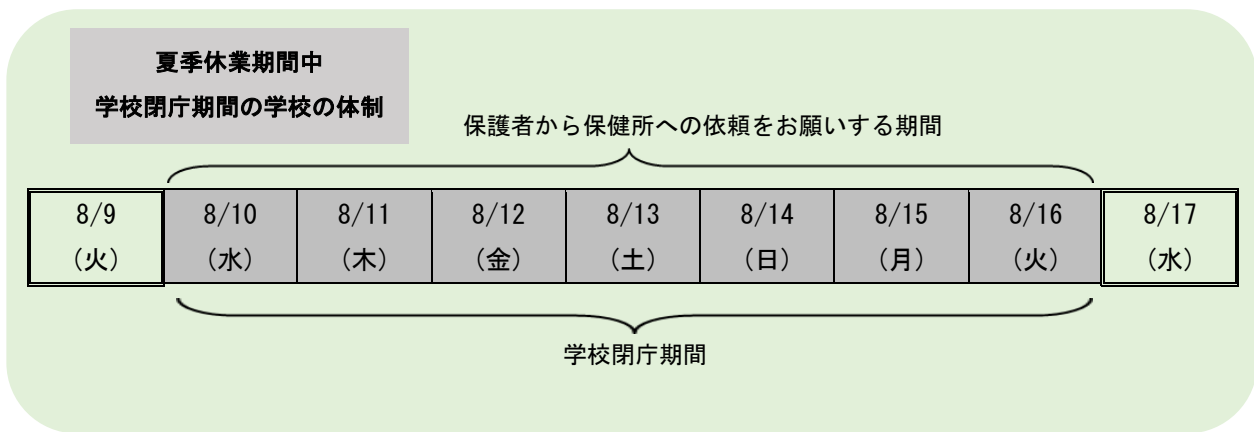 夏季休業期間中
学校閉庁期間の学校の体制
保護者から保健所への依頼をお願いする期間
8/9 8/10 8/11 8/12 8/13 8/14 8/15 8/16 8/17
（火） （水） （木） （金） （土） （日） （月） （火） （水）
学校閉庁期間